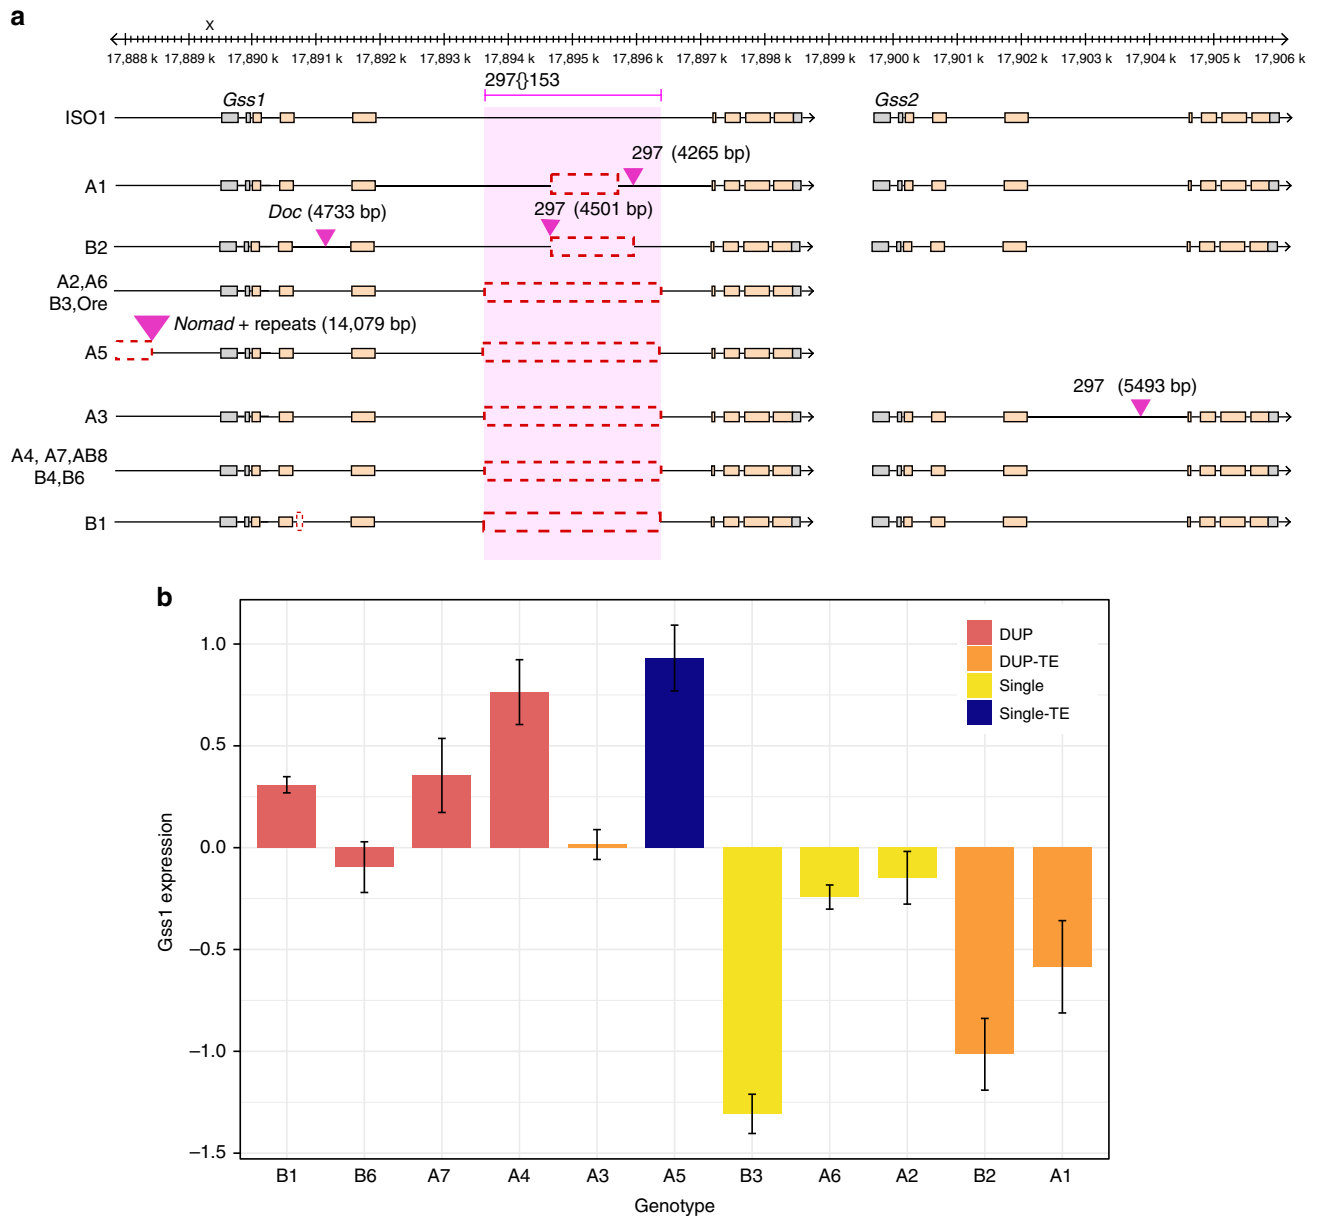 a
x
17,888 k 17,889 k 17,890 k 17,891 k 17,892 k 17,893 k 17,894 k 17,895 k 17,896 k 17,897 k 17,898 k 17,899 k 17,900 k 17,901 k 17,902 k 17,903 k 17,904 k 17,905 k 17,906 k
297{}153
Gss1 Gss2
ISO1
297 (4265 bp)
A1
Doc (4733 bp) 297 (4501 bp)
B2
A2,A6
B3,Ore
Nomad + repeats (14,079 bp)
A5
297 (5493 bp)
A3
A4, A7,AB8
B4,B6
B1
b
1.0
0.5
0.0
−0.5
−1.0
−1.5
Gss1 expression
DUP
DUP-TE
Single
Single-TE
B1 B6 A7 A4 A3 A5 B3 A6 A2 B2 A1
Genotype